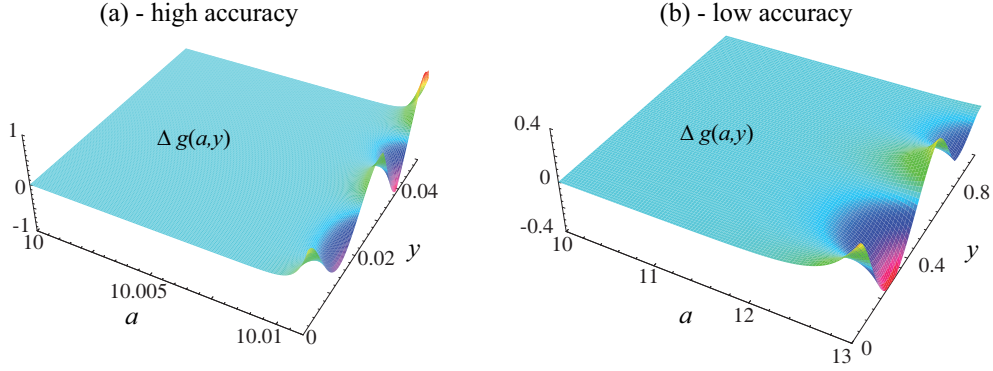 (a) - high accuracy
Δ g(a,y)
1
0
-1
10
10.005
10.01
a
0
0.02
0.04
y
(b) - low accuracy
Δ g(a,y)
0.4
0
-0.4
10
11
12
13
a
0
0.4
0.8
y